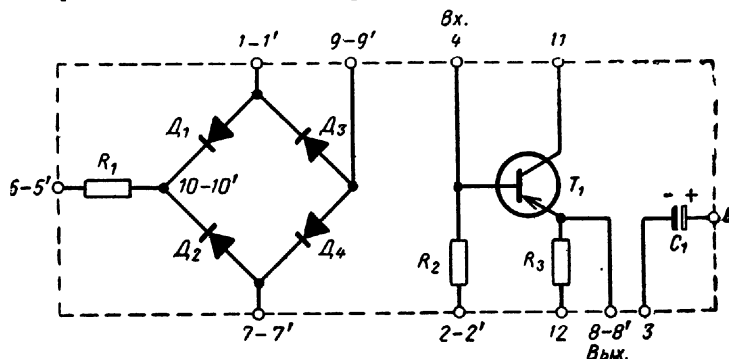 Вх.
1–1' 9–9' 4 11
Д₁ Д₃
R₁ T₁
6–5' 10–10' - +
Д₂ Д₄ R₂ R₃ C₁
7–7' 2–2' 12 8–8' 3
Вых.